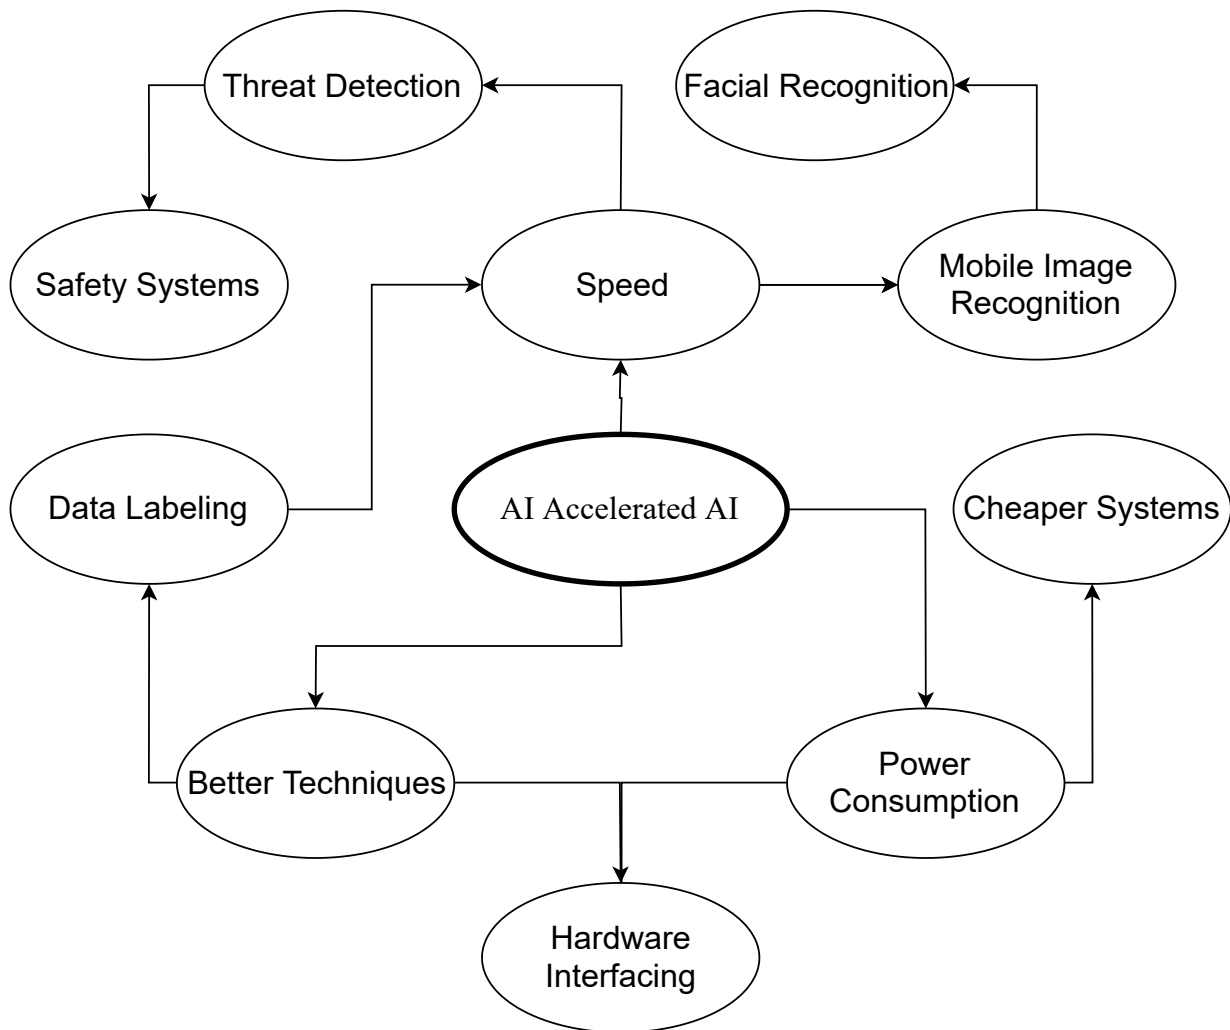 Threat Detection
Facial Recognition
Safety Systems
Speed
Mobile Image
Recognition
Data Labeling
AI Accelerated AI
Cheaper Systems
Better Techniques
Power
Consumption
Hardware
Interfacing